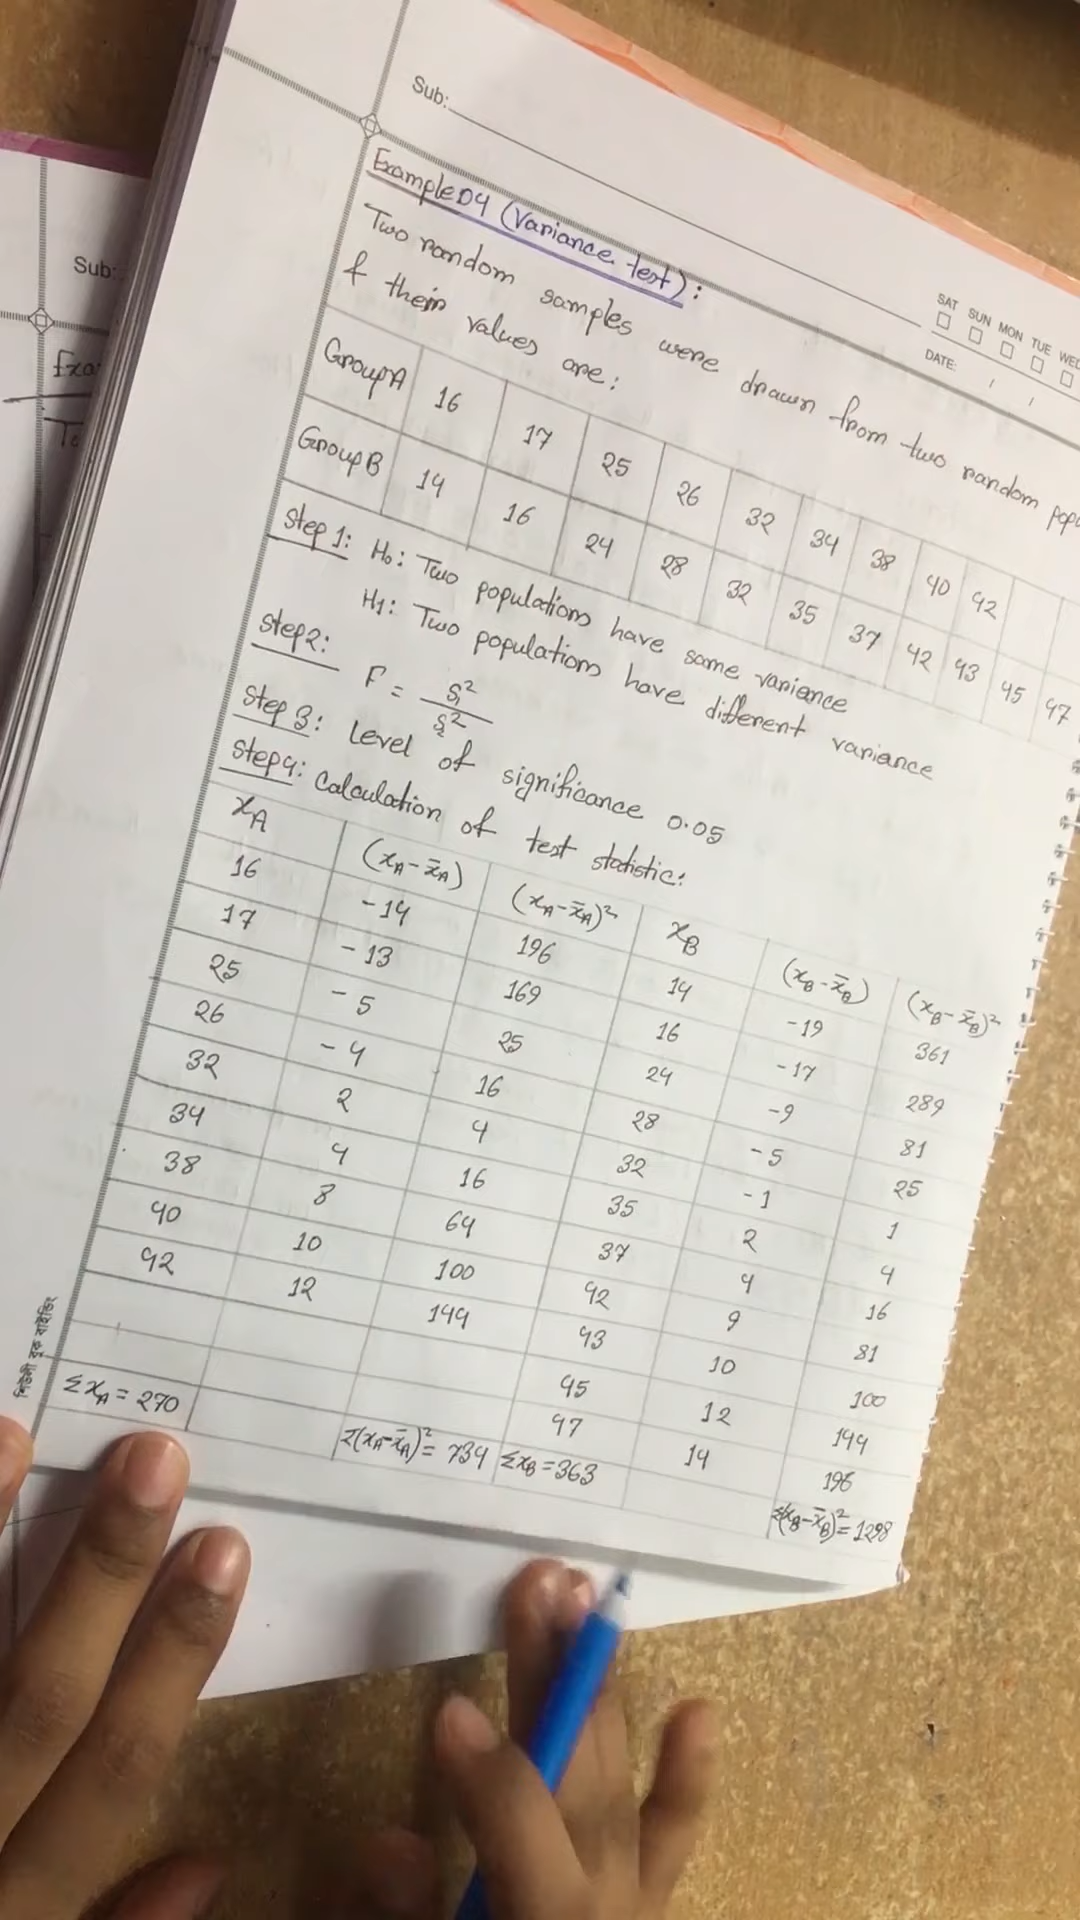 Sub:
SAT SUN MON TUE WED
DATE: / /
Example 04 (Variance test):
Two random samples were drawn from two random
& their values are:
Group A 16 17 25 26 32 34 38 40 42
Group B 14 16 24 28 32 35 37 42 43 45 47
Step 1: H₀: Two populations have same variance
H₁: Two populations have different variance
Step 2: F = S₁² / S₂²
Step 3: Level of significance 0.05
Step 4: Calculation of test statistic:
x_A (x_A - x̄_A) (x_A - x̄_A)² x_B (x_B - x̄_B) (x_B - x̄_B)²
16 -14 196 14 -19 361
17 -13 169 16 -17 289
25 -5 25 24 -9 81
26 -4 16 28 -5 25
32 2 4 32 -1 1
34 4 16 35 2 4
38 8 64 37 4 16
40 10 100 42 9 81
42 12 144 43 10 100
45 12 144
47 14 196
Σx_A = 270 Σ(x_A - x̄_A)² = 734 Σx_B = 363 Σ(x_B - x̄_B)² = 1298
Sub: